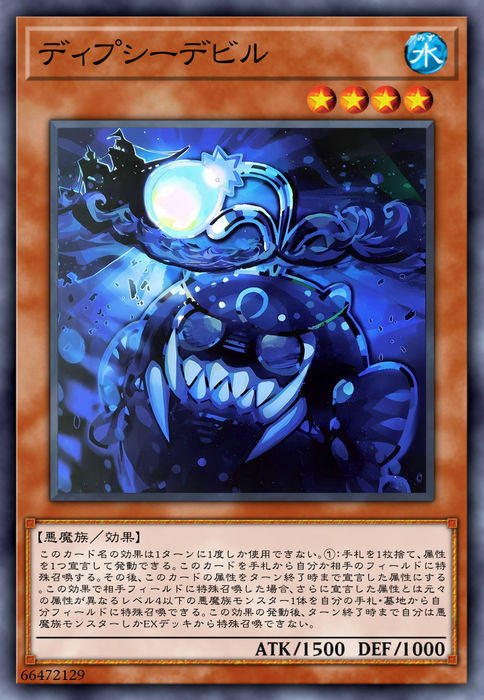 ディプシーデビル
みず
水
【悪魔族／効果】
このカード名の効果は1ターンに1度しか使用できない。①：手札を1枚捨て、属性
を1つ宣言して発動できる。このカードを手札から自分か相手のフィールドに特
殊召喚する。その後、このカードの属性をターン終了時まで宣言した属性にする
。この効果で相手フィールドに特殊召喚した場合、さらに宣言した属性とは元々
の属性が異なるレベル4以下の悪魔族モンスター1体を自分の手札・墓地から自
分フィールドに特殊召喚できる。この効果の発動後、ターン終了時まで自分は悪
魔族モンスターしかEXデッキから特殊召喚できない。
ATK/1500 DEF/1000
66472129